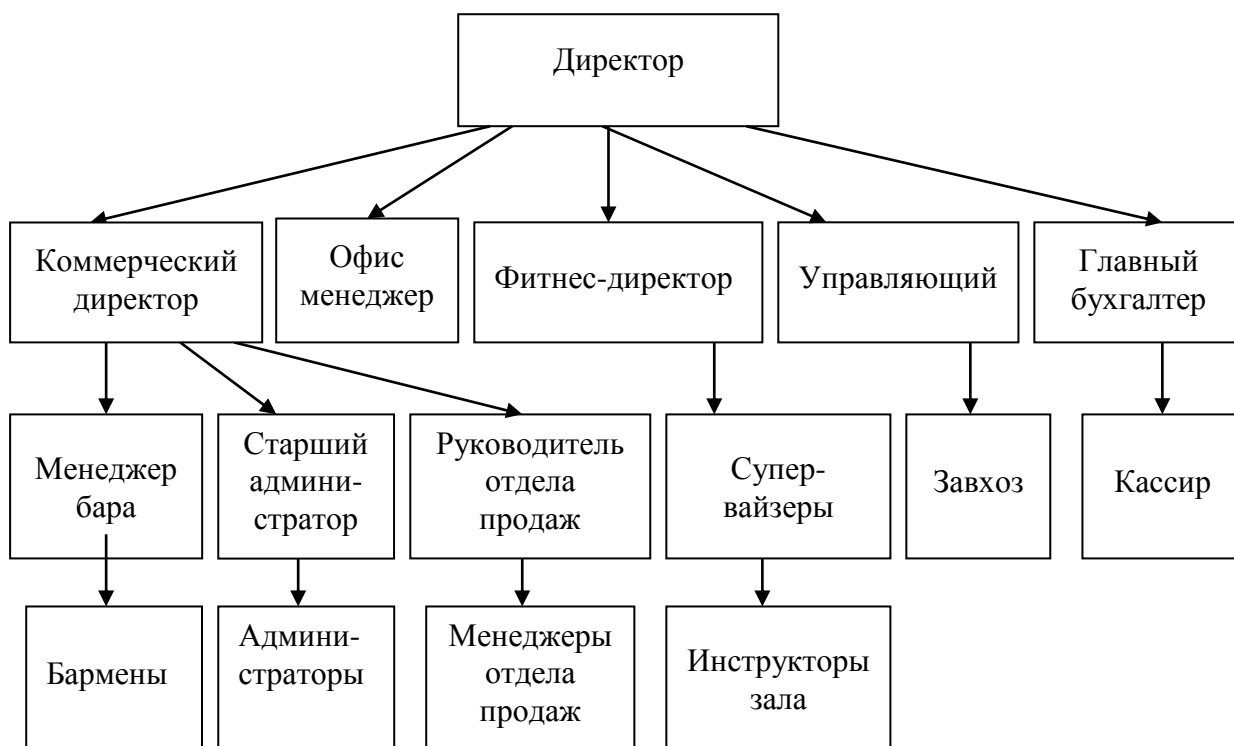 Директор
Коммерческий
директор
Офис
менеджер
Фитнес-директор
Управляющий
Главный
бухгалтер
Менеджер
бара
Старший
админи-
стратор
Руководитель
отдела
продаж
Супер-
вайзеры
Завхоз
Кассир
Бармены
Админи-
страторы
Менеджеры
отдела
продаж
Инструкторы
зала